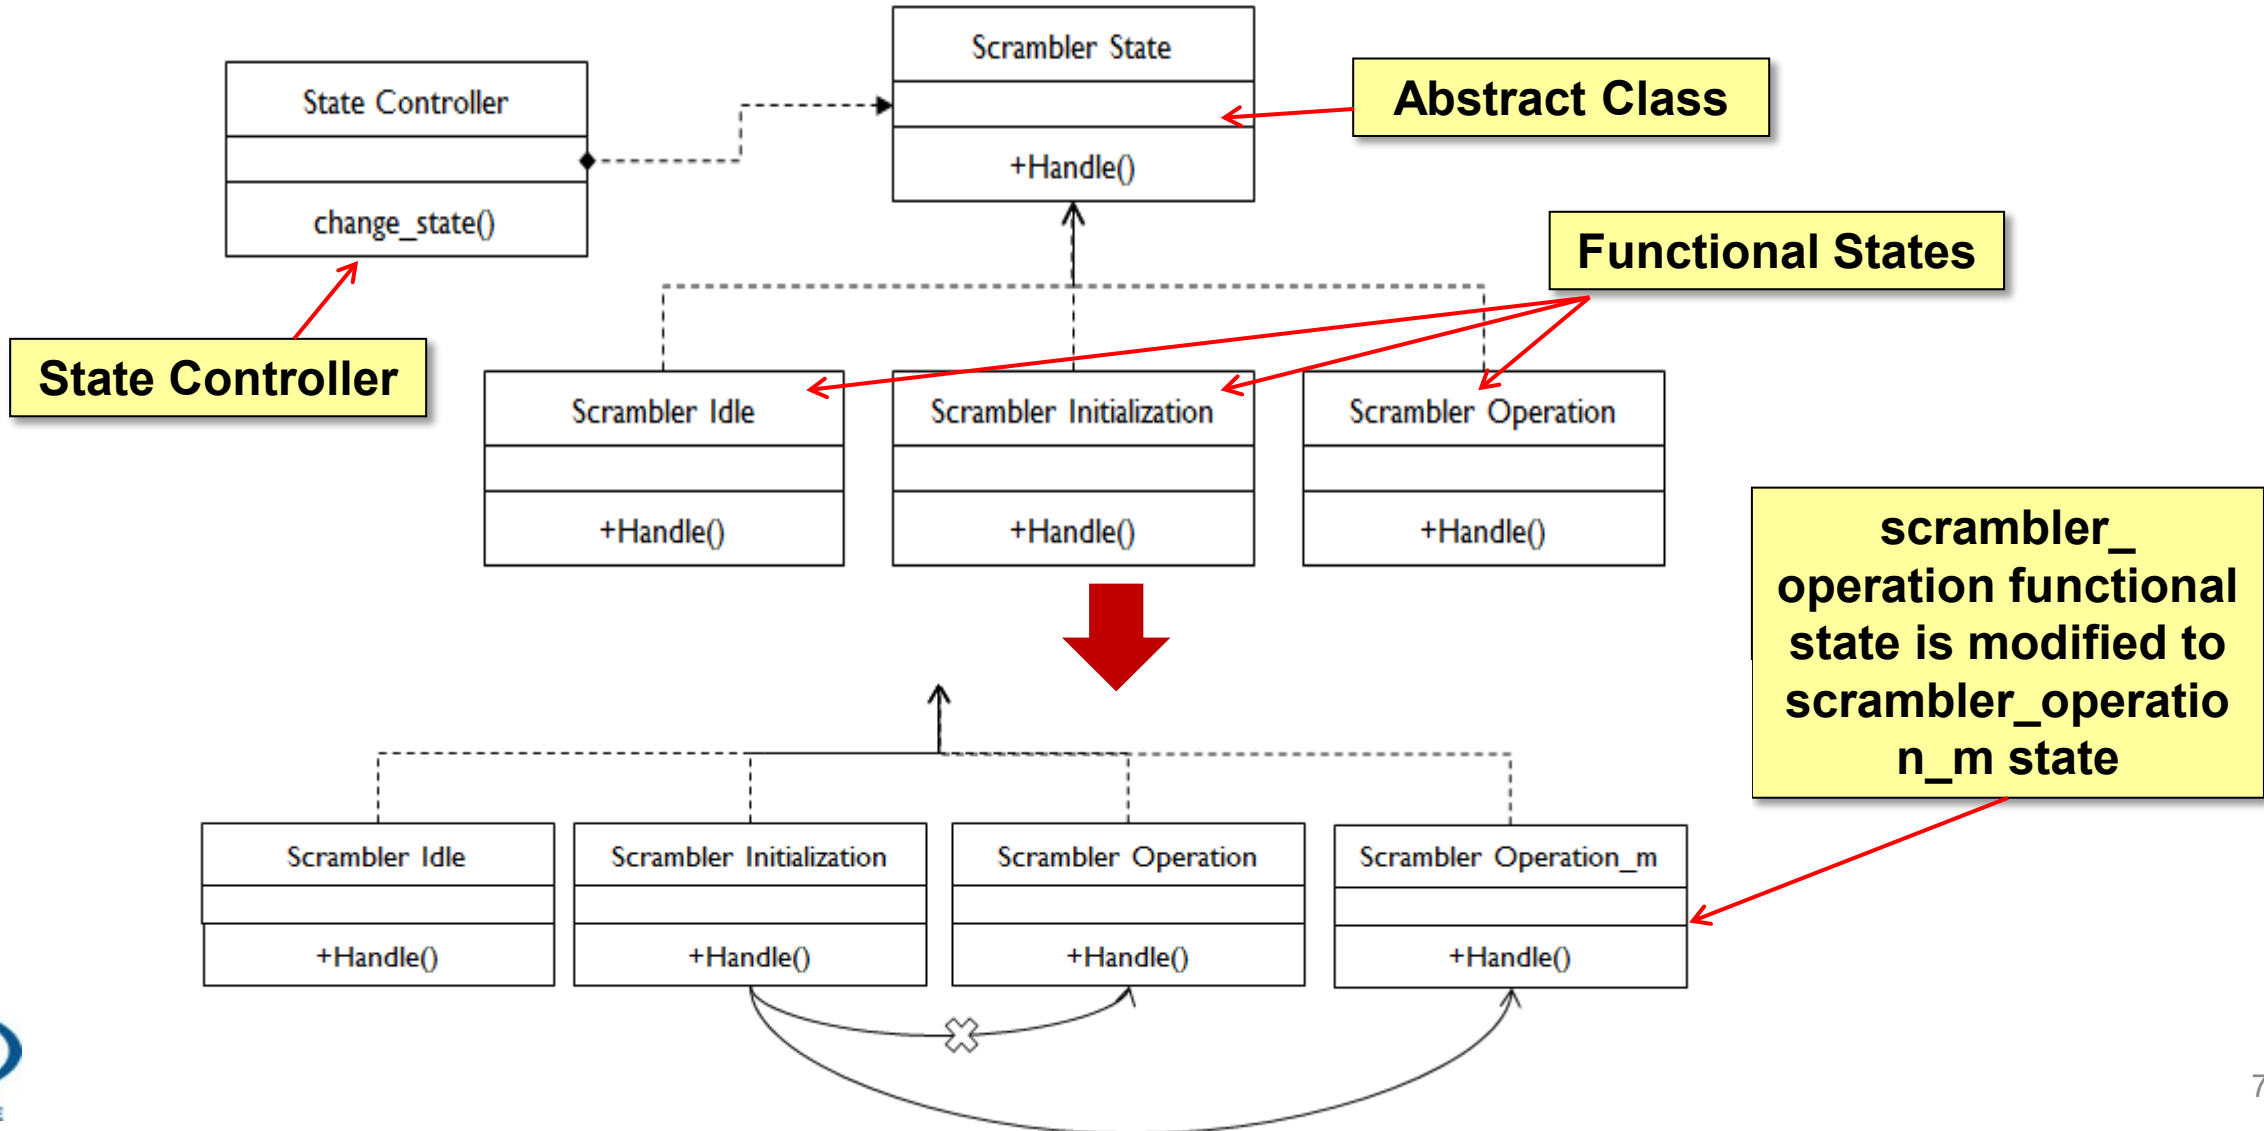 Scrambler State
+Handle()
Abstract Class
State Controller
change_state()
Functional States
State Controller
Scrambler Idle
+Handle()
Scrambler Initialization
+Handle()
Scrambler Operation
+Handle()
scrambler_
operation functional
state is modified to
scrambler_operatio
n_m state
Scrambler Idle
+Handle()
Scrambler Initialization
+Handle()
Scrambler Operation
+Handle()
Scrambler Operation_m
+Handle()
7